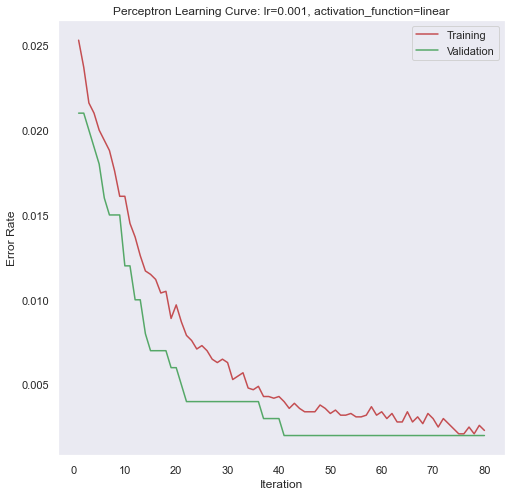 Perceptron Learning Curve: lr=0.001, activation_function=linear
Training
Validation
0.025
0.020
0.015
0.010
0.005
Error Rate
0 10 20 30 40 50 60 70 80
Iteration